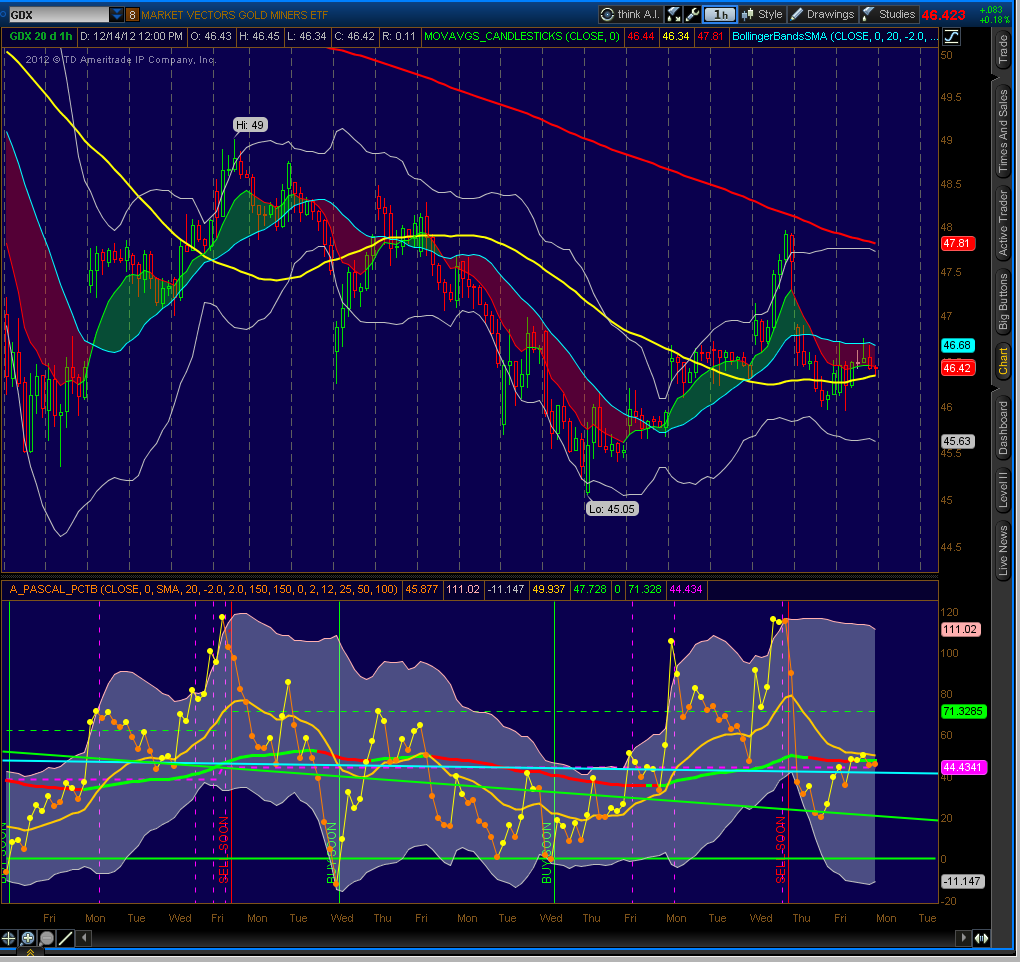 GDX 8 MARKET VECTORS GOLD MINERS ETF think A.I. 1h Style Drawings Studies 46.423 +.083
+0.18%
GDX 20 d 1h D: 12/14/12 12:00 PM O: 46.43 H: 46.45 L: 46.34 C: 46.42 R: 0.11 MOVAVGS_CANDLESTICKS (CLOSE, 0) 46.44 46.34 47.81 BollingerBandsSMA (CLOSE, 0, 20, -2.0, ...
2012 © TD Ameritrade IP Company, Inc.
Hi: 49
Lo: 45.05
50
49.5
49
48.5
48
47.81
47.5
47
46.68
46.42
46
45.63
45.5
45
44.5
Trade
Times And Sales
Active Trader
Big Buttons
Chart
Dashboard
Level II
Live News
A_PASCAL_PCTB (CLOSE, 0, SMA, 20, -2.0, 2.0, 150, 150, 0, 2, 12, 25, 50, 100) 45.877 111.02 -11.147 49.937 47.728 0 71.328 44.434
BUY SOON
SELL SOON
BUY SOON
BUY SOON
SELL SOON
120
111.02
100
80
71.3285
60
44.4341
40
20
0
-11.147
-20
Fri Mon Tue Wed Fri Mon Tue Wed Thu Fri Mon Tue Wed Thu Fri Mon Tue Wed Thu Fri Mon Tue